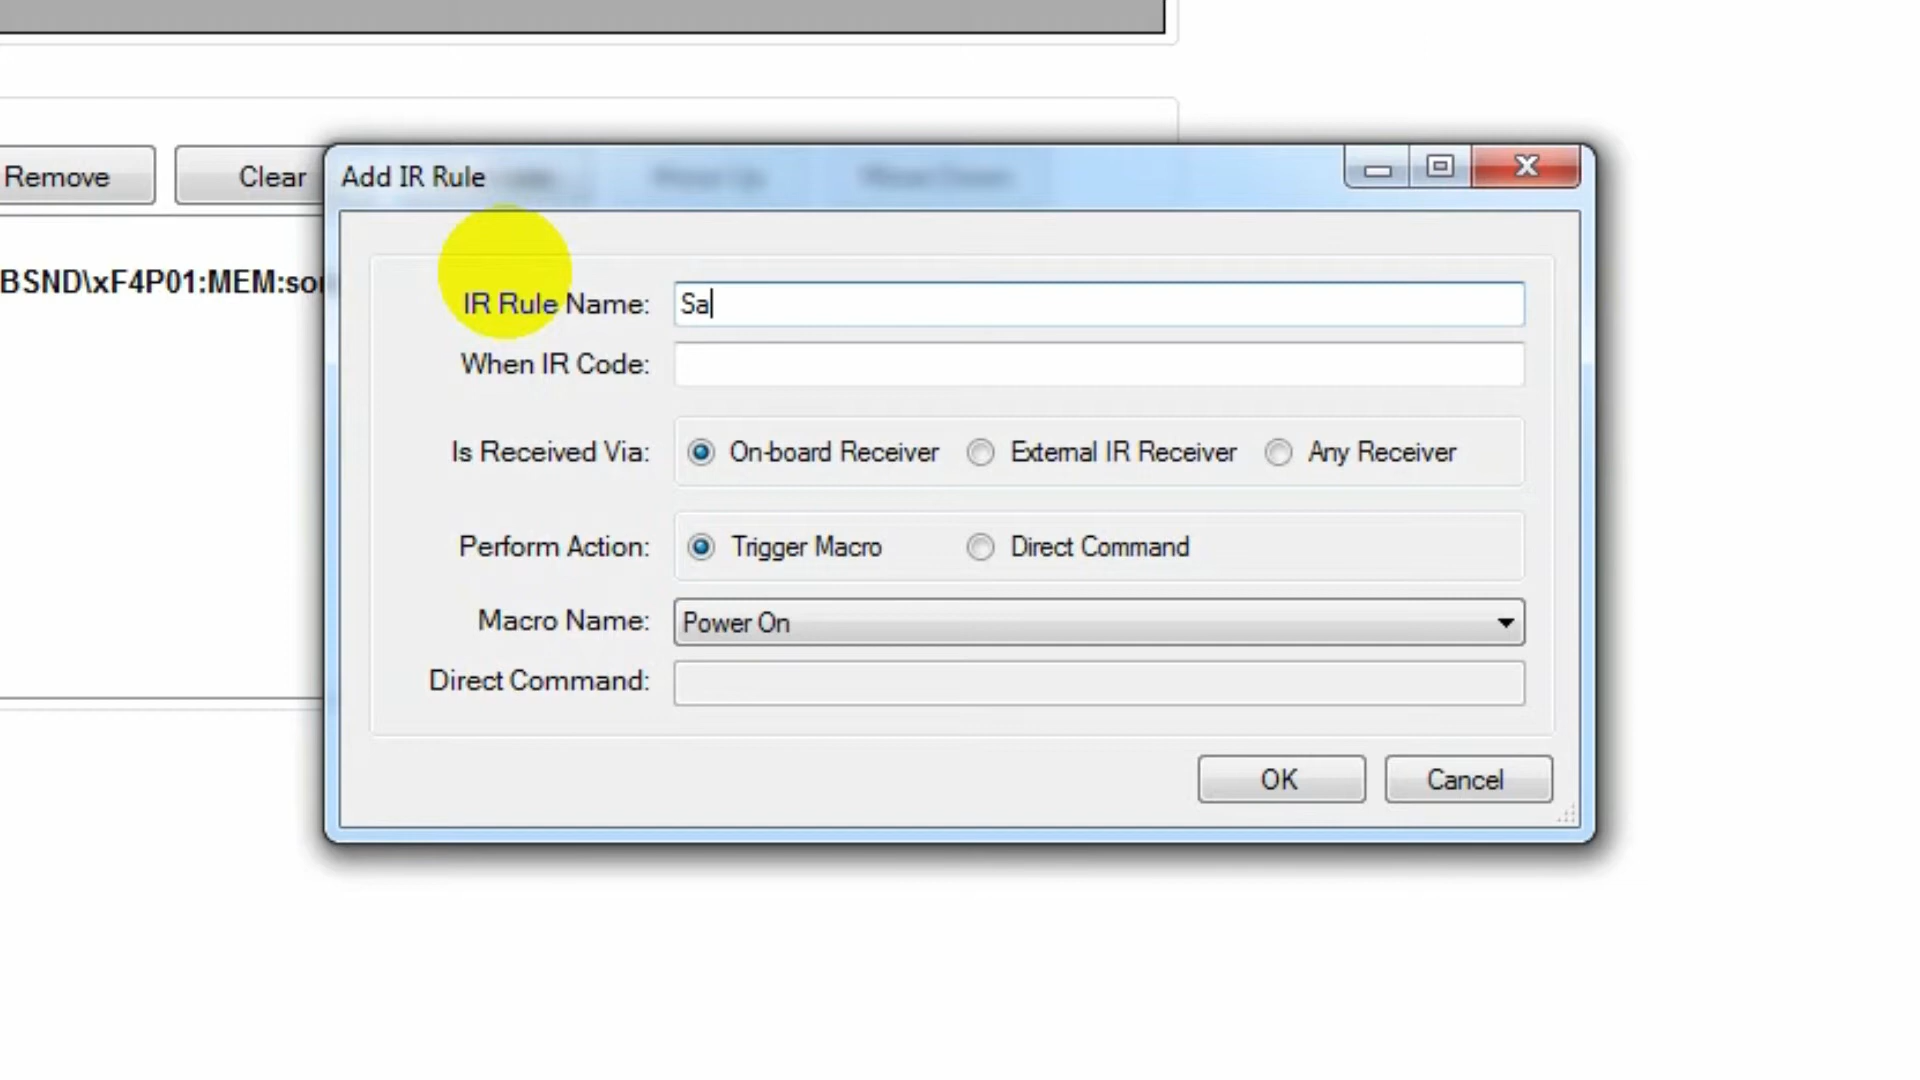 Remove
Clear
Add IR Rule
BSND\xF4P01:MEM:so
IR Rule Name: Sa
When IR Code:
Is Received Via: On-board Receiver External IR Receiver Any Receiver
Perform Action: Trigger Macro Direct Command
Macro Name: Power On
Direct Command:
OK Cancel